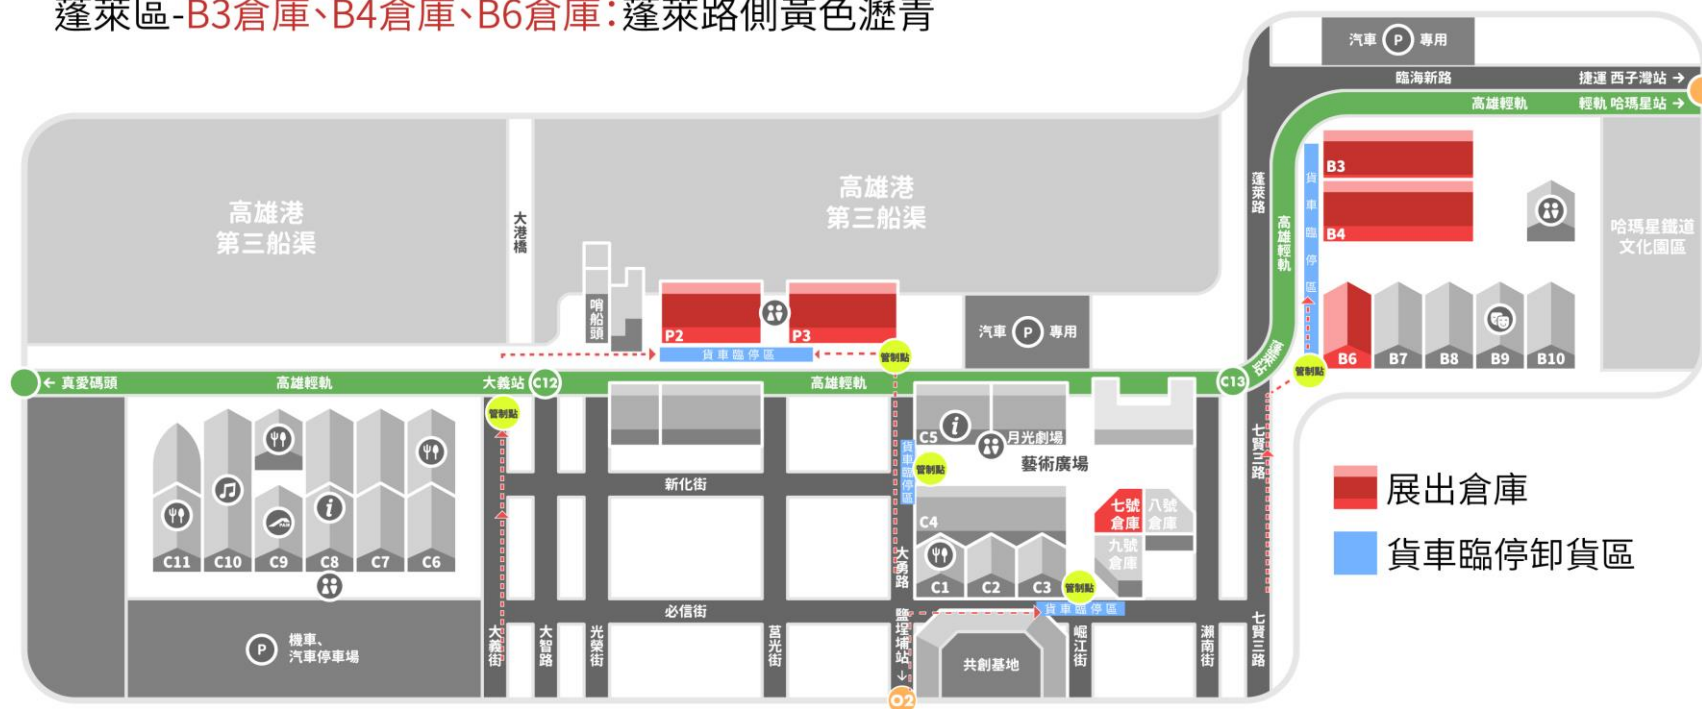 蓬萊區-B3倉庫、B4倉庫、B6倉庫：蓬萊路側黃色瀝青
汽車 P 專用
臨海新路
捷運 西子灣站 →
高雄輕軌
輕軌 哈瑪星站 →
高雄港
第三船渠
大港橋
高雄港
第三船渠
蓬萊路
高雄輕軌
貨車臨停區
B3
B4
哈瑪星鐵道
文化園區
哨船頭
P2
P3
貨車臨停區
管制點
汽車 P 專用
B6
B7
B8
B9
B10
管制點
← 真愛碼頭
高雄輕軌
大義站
C12
高雄輕軌
C13
蓬萊站
管制點
C11
C10
C9
C8
C7
C6
新化街
貨車臨停區
管制點
C5
i
月光劇場
藝術廣場
七賢三路
C4
七號
倉庫
八號
倉庫
九號
倉庫
大勇路
C1
C2
C3
管制點
貨車臨停區
展出倉庫
貨車臨停卸貨區
P
機車、
汽車停車場
大義街
大智路
光榮街
必信街
莒光街
鹽埕埔站
↓
O2
共創基地
崛江街
瀨南街
七賢三路